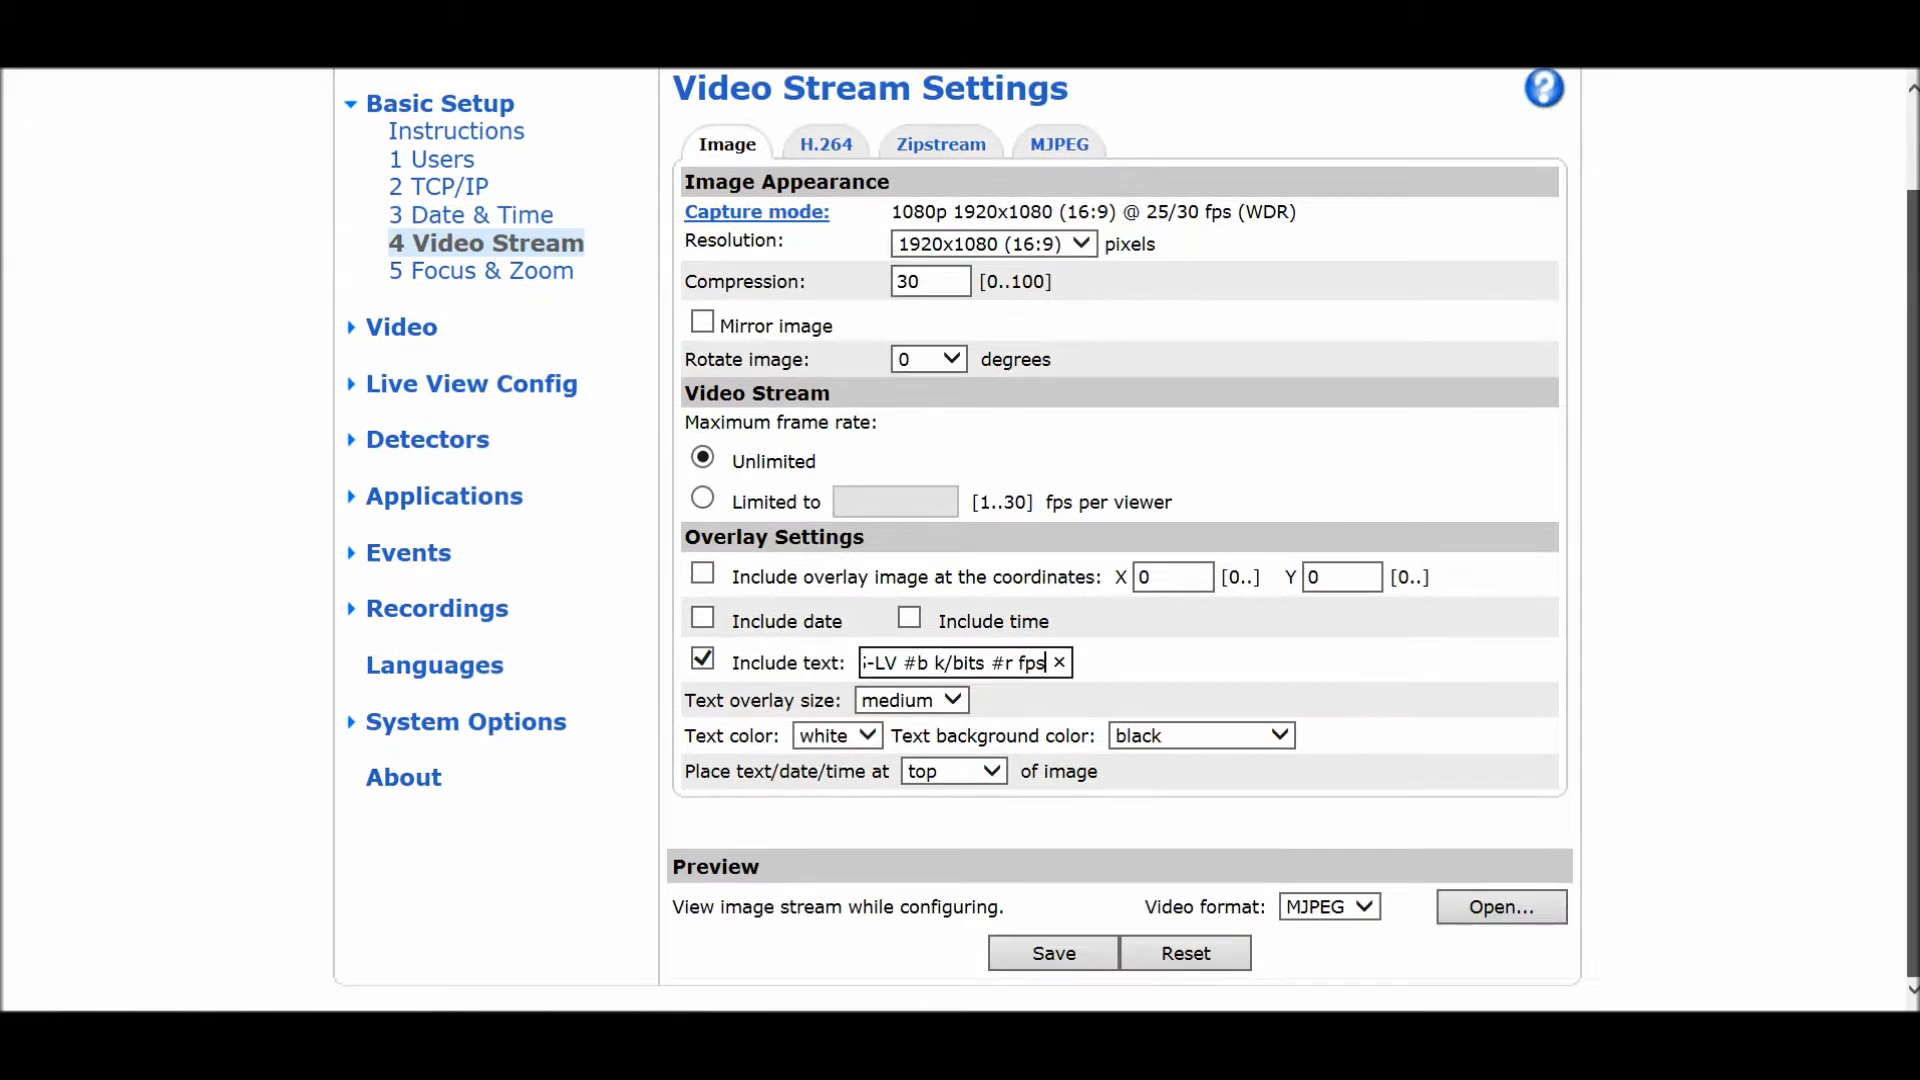 Basic Setup
Instructions
1 Users
2 TCP/IP
3 Date & Time
4 Video Stream
5 Focus & Zoom
Video
Live View Config
Detectors
Applications
Events
Recordings
Languages
System Options
About
Video Stream Settings
?
Image H.264 Zipstream MJPEG
Image Appearance
Capture mode: 1080p 1920x1080 (16:9) @ 25/30 fps (WDR)
Resolution: 1920x1080 (16:9) pixels
Compression: 30 [0..100]
Mirror image
Rotate image: 0 degrees
Video Stream
Maximum frame rate:
Unlimited
Limited to [1..30] fps per viewer
Overlay Settings
Include overlay image at the coordinates: X 0 [0..] Y 0 [0..]
Include date Include time
Include text: -LV #b k/bits #r fps ×
Text overlay size: medium
Text color: white Text background color: black
Place text/date/time at top of image
Preview
View image stream while configuring. Video format: MJPEG Open...
Save Reset